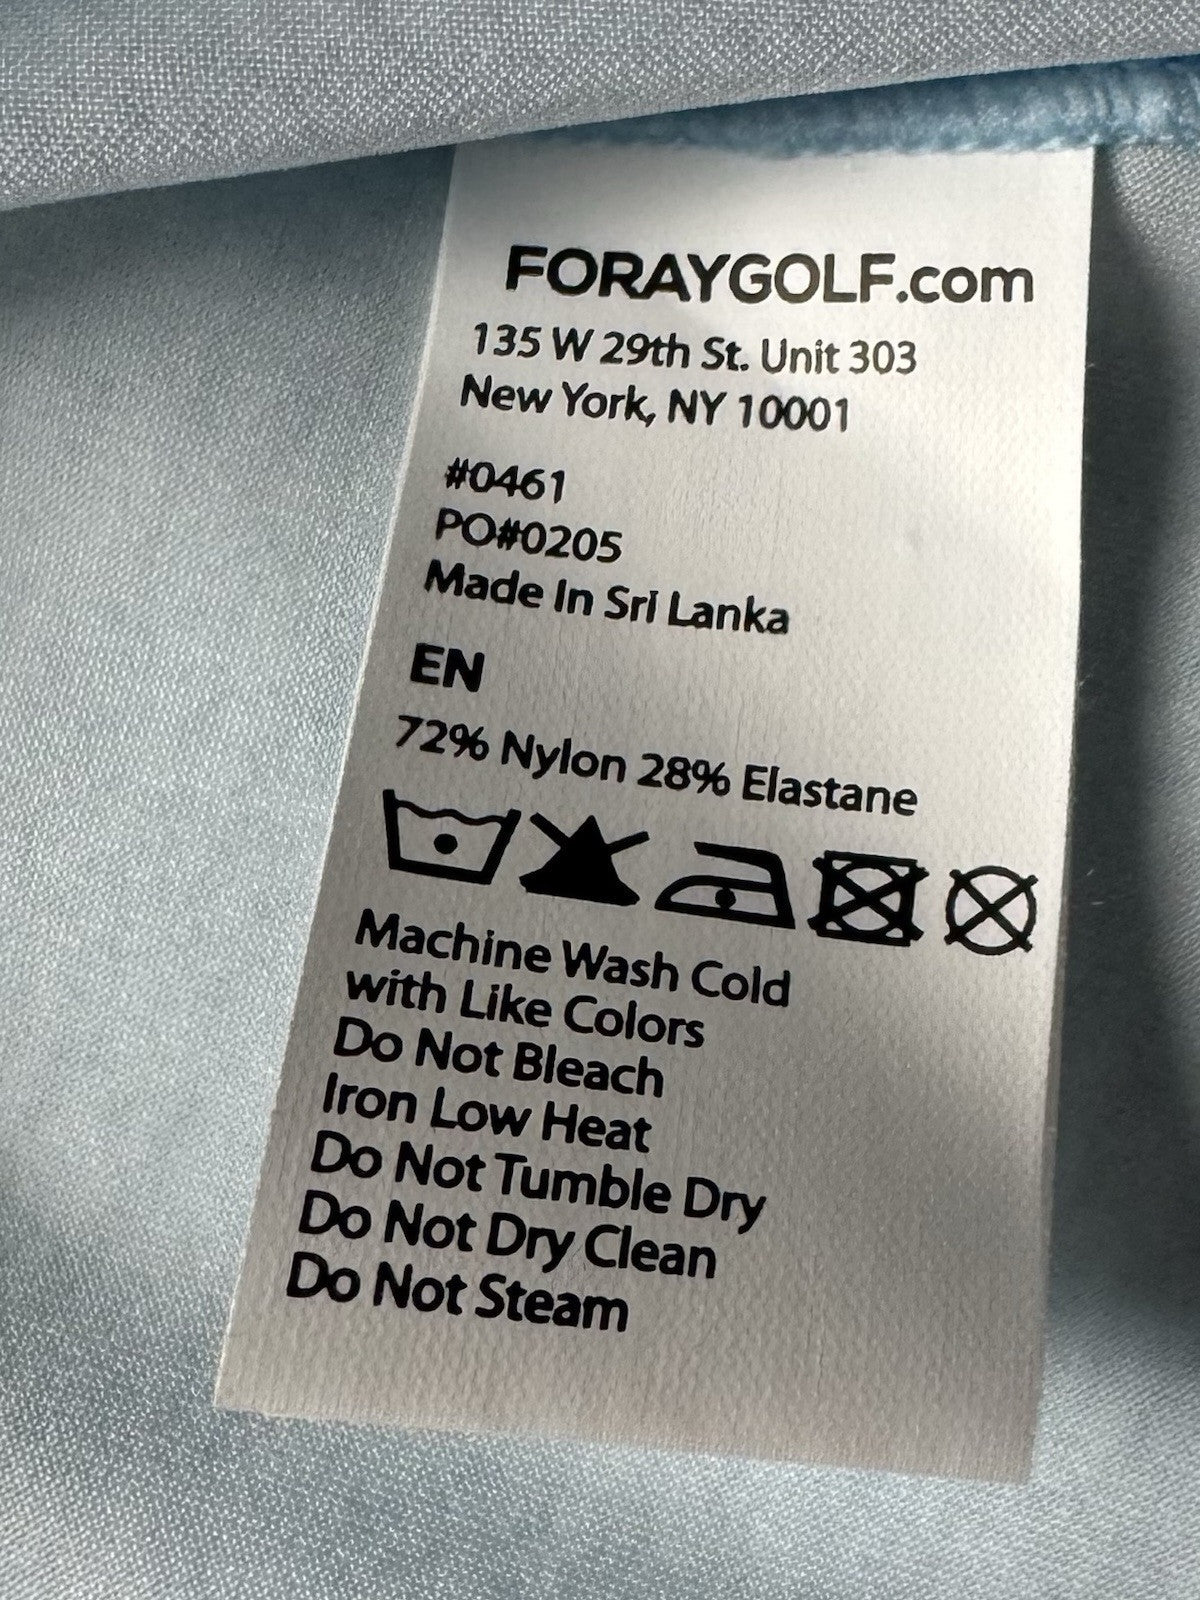 FORAYGOLF.com
135 W 29th St. Unit 303
New York, NY 10001
#0461
PO#0205
Made In Sri Lanka
EN
72% Nylon 28% Elastane
Machine Wash Cold
with Like Colors
Do Not Bleach
Iron Low Heat
Do Not Tumble Dry
Do Not Dry Clean
Do Not Steam